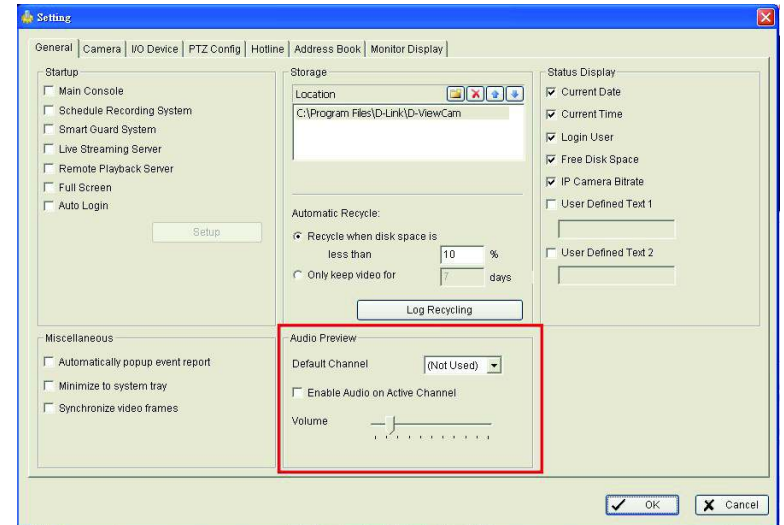 Setting
General Camera I/O Device PTZ Config Hotline Address Book Monitor Display
Startup
Main Console
Schedule Recording System
Smart Guard System
Live Streaming Server
Remote Playback Server
Full Screen
Auto Login
Setup
Storage
Location
C:\Program Files\D-Link\D-ViewCam
Automatic Recycle:
Recycle when disk space is
less than 10 %
Only keep video for 7 days
Log Recycling
Status Display
Current Date
Current Time
Login User
Free Disk Space
IP Camera Bitrate
User Defined Text 1
User Defined Text 2
Miscellaneous
Automatically popup event report
Minimize to system tray
Synchronize video frames
Audio Preview
Default Channel (Not Used)
Enable Audio on Active Channel
Volume
OK Cancel